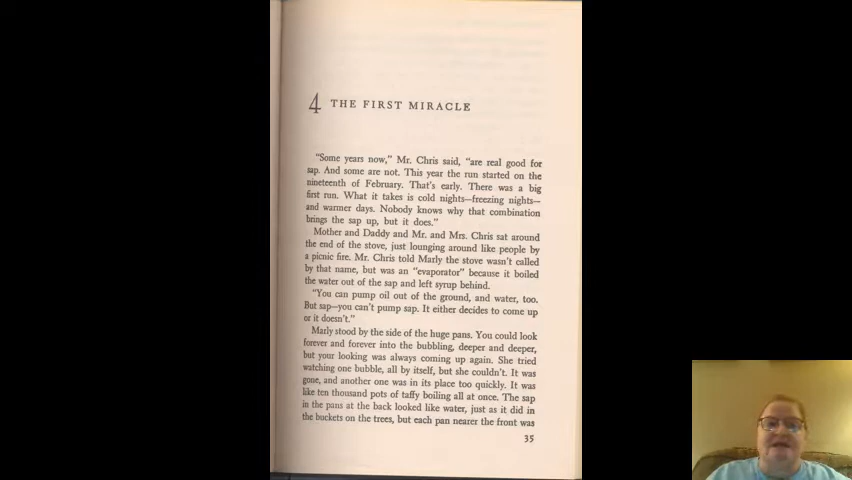 4 THE FIRST MIRACLE
"Some years now," Mr. Chris said, "are real good for
sap. And some are not. This year the run started on the
nineteenth of February. That's early. There was a big
first run. What it takes is cold nights—freezing nights—
and warmer days. Nobody knows why that combination
brings the sap up, but it does."
Mother and Daddy and Mr. and Mrs. Chris sat around
the end of the stove, just lounging around like people by
a picnic fire. Mr. Chris told Marly the stove wasn't called
by that name, but was an "evaporator" because it boiled
the water out of the sap and left syrup behind.
"You can pump oil out of the ground, and water, too.
But sap—you can't pump sap. It either decides to come up
or it doesn't."
Marly stood by the side of the huge pans. You could look
forever and forever into the bubbling, deeper and deeper,
but your looking was always coming up again. She tried
watching one bubble, all by itself, but she couldn't. It was
gone, and another one was in its place too quickly. It was
like ten thousand pots of taffy boiling all at once. The sap
in the pans at the back looked like water, just as it did in
the buckets on the trees, but each pan nearer the front was
35